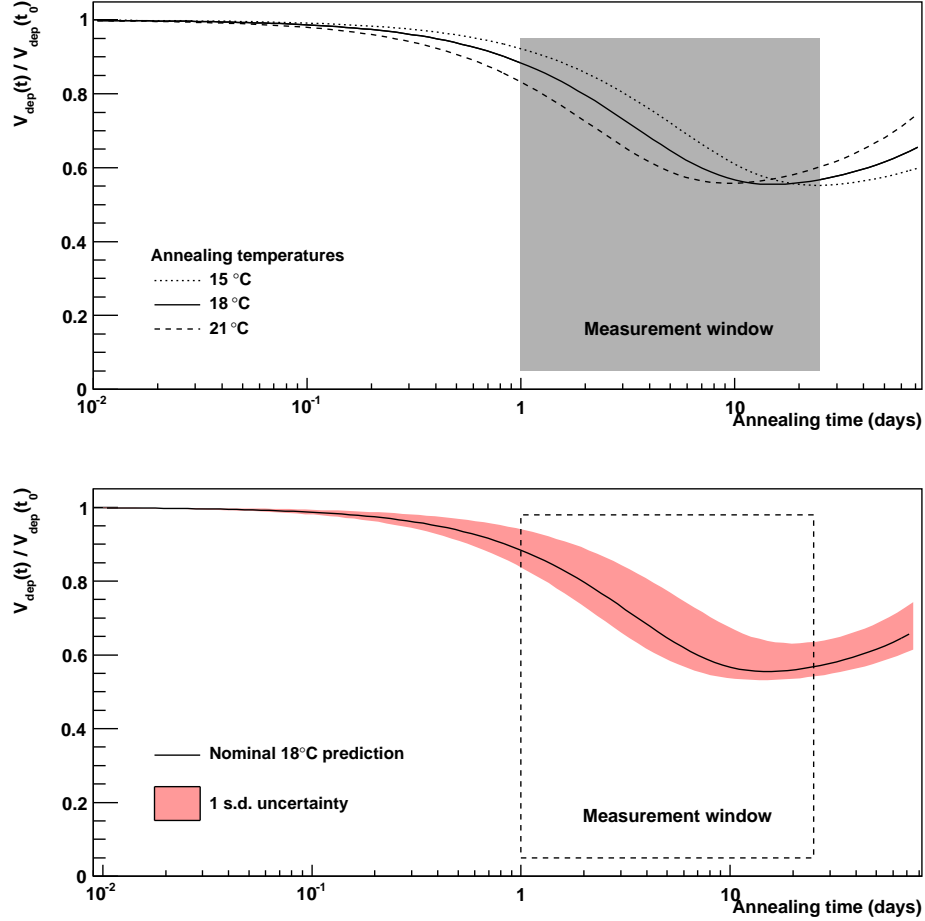 V_dep(t) / V_dep(t_0)
1
0.8
0.6
0.4
0.2
0
Annealing temperatures
15 °C
18 °C
21 °C
Measurement window
10^-2
10^-1
1
10
Annealing time (days)
V_dep(t) / V_dep(t_0)
1
0.8
0.6
0.4
0.2
0
Nominal 18°C prediction
1 s.d. uncertainty
Measurement window
10^-2
10^-1
1
10
Annealing time (days)